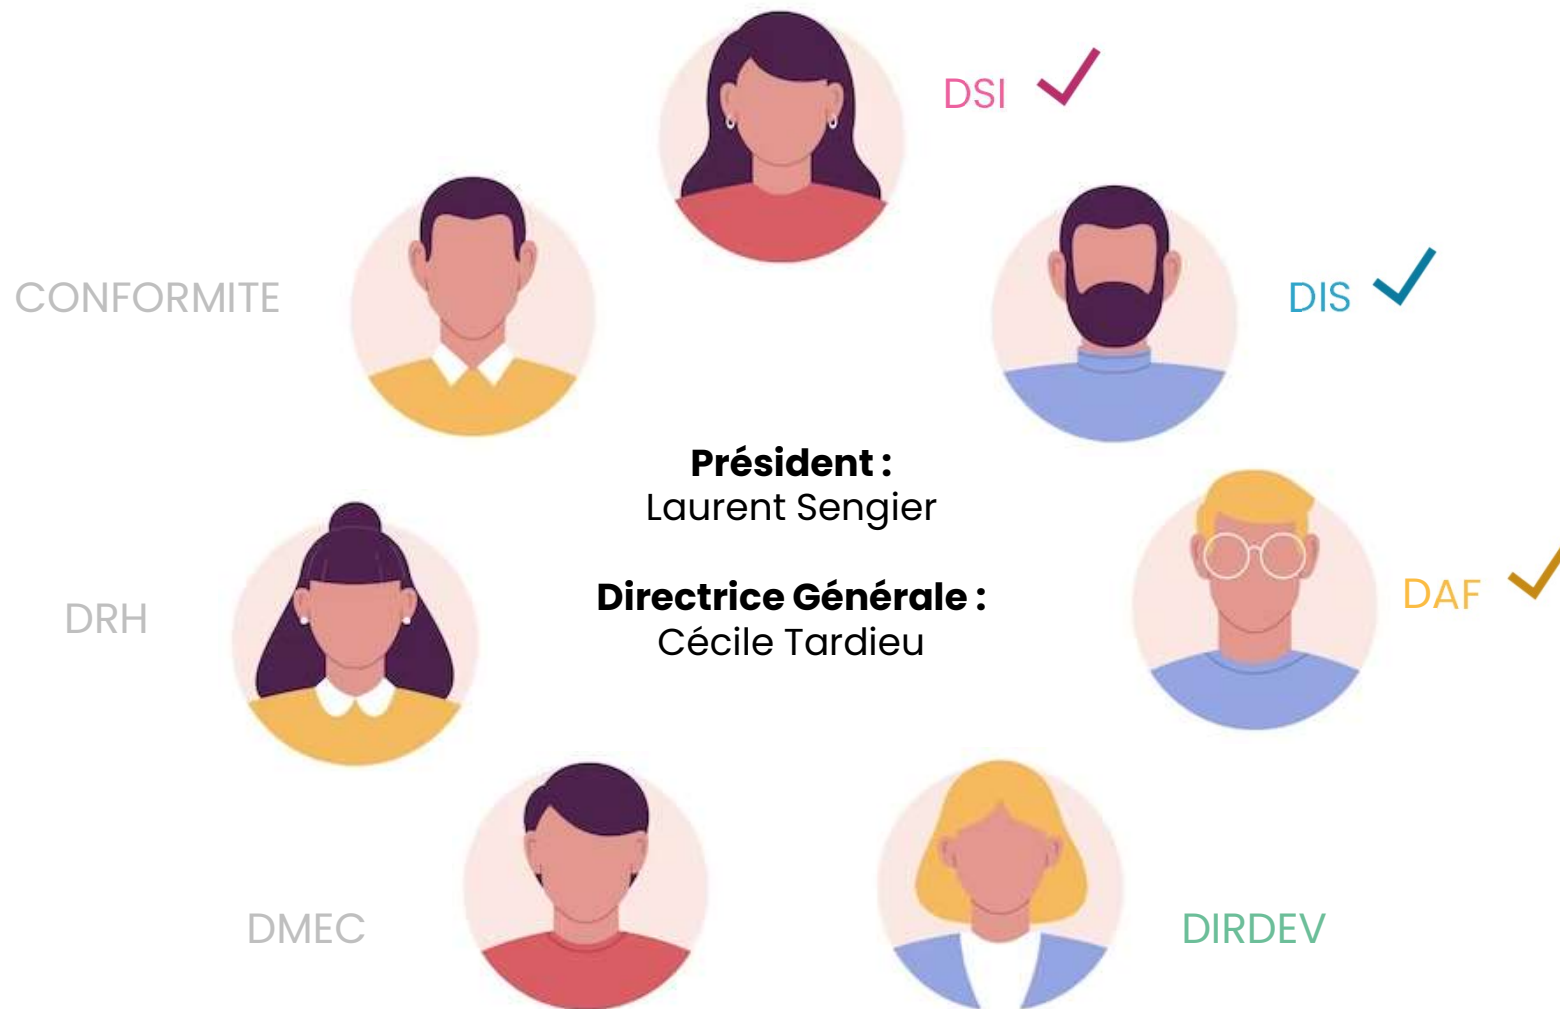 DSI
CONFORMITE
DIS
Président :
Laurent Sengier
Directrice Générale :
Cécile Tardieu
DAF
DRH
DMEC
DIRDEV